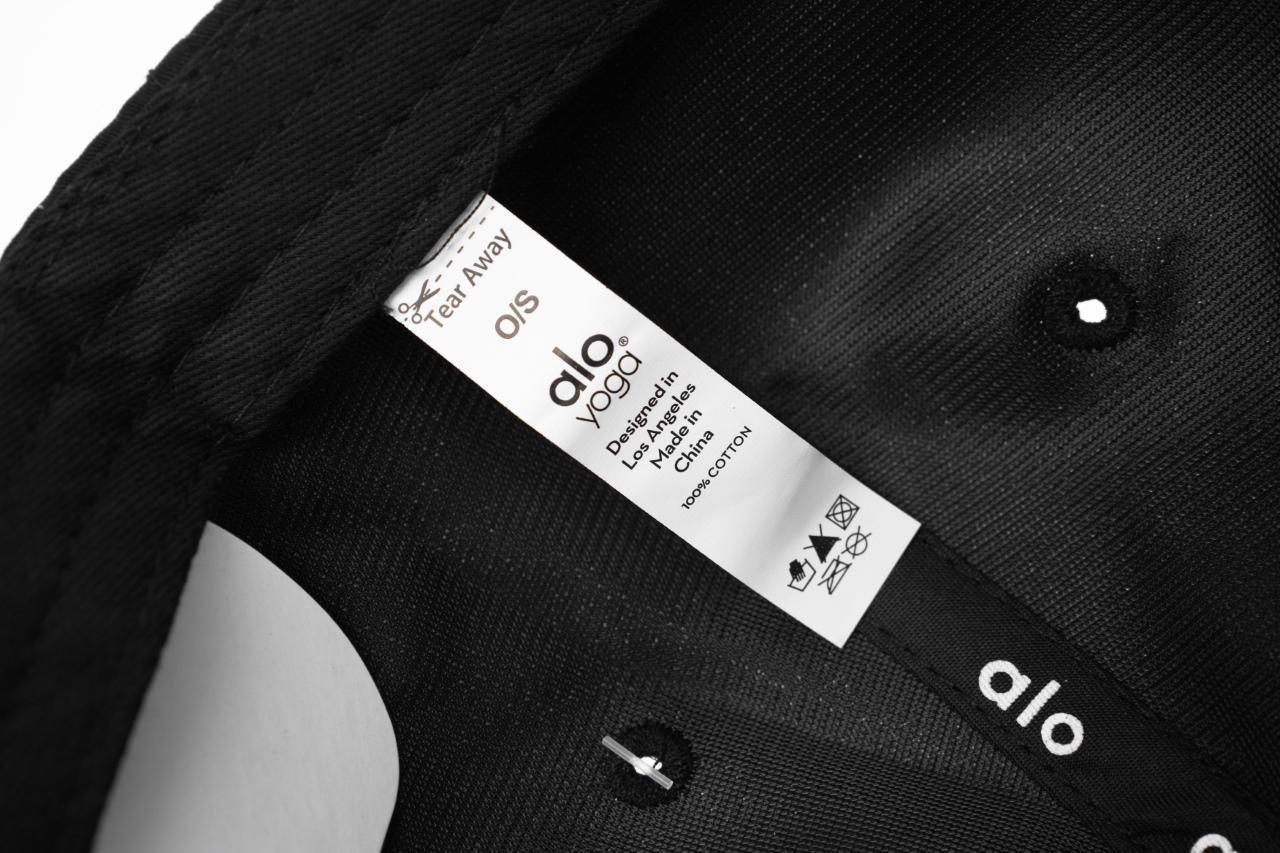 Tear Away
O/S
alo
yoga®
Designed in
Los Angeles
Made in
China
100% COTTON
alo